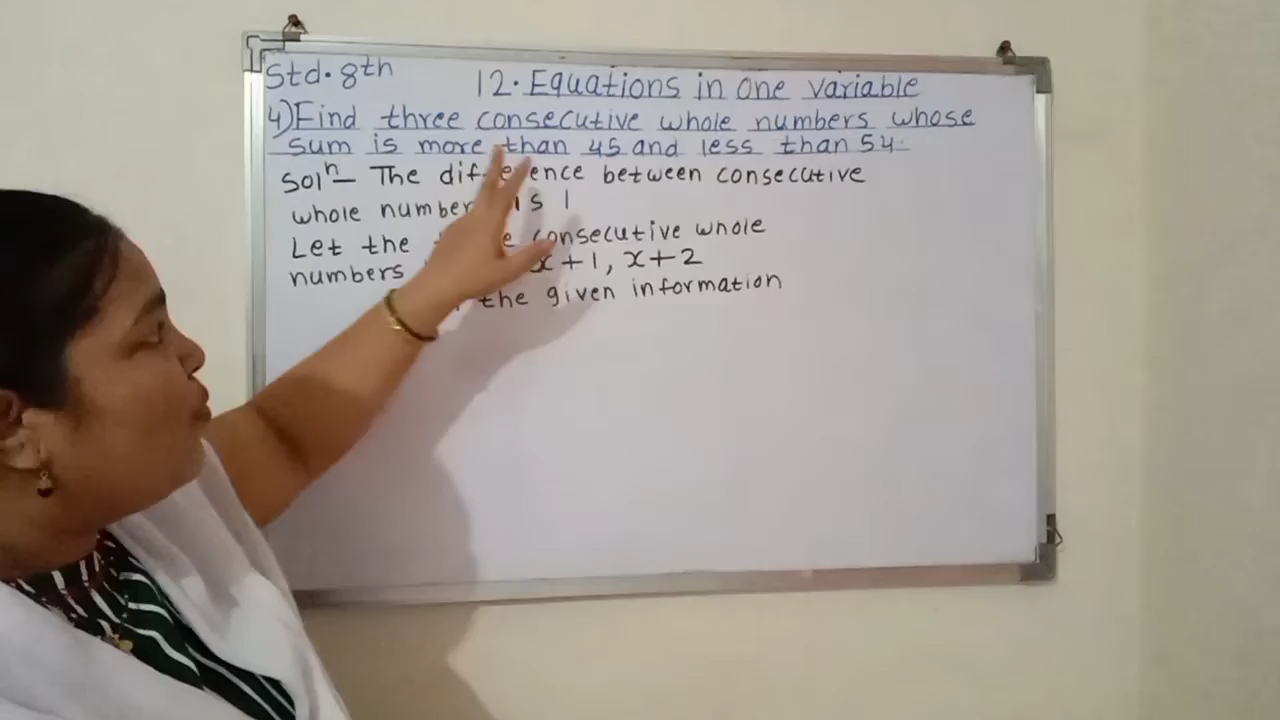 Std. 8th
12. Equations in one variable
4) Find three consecutive whole numbers whose
sum is more than 45 and less than 54.
Solⁿ- The difference between consecutive
whole number is 1
Let the consecutive whole
numbers x+1, x+2
the given information